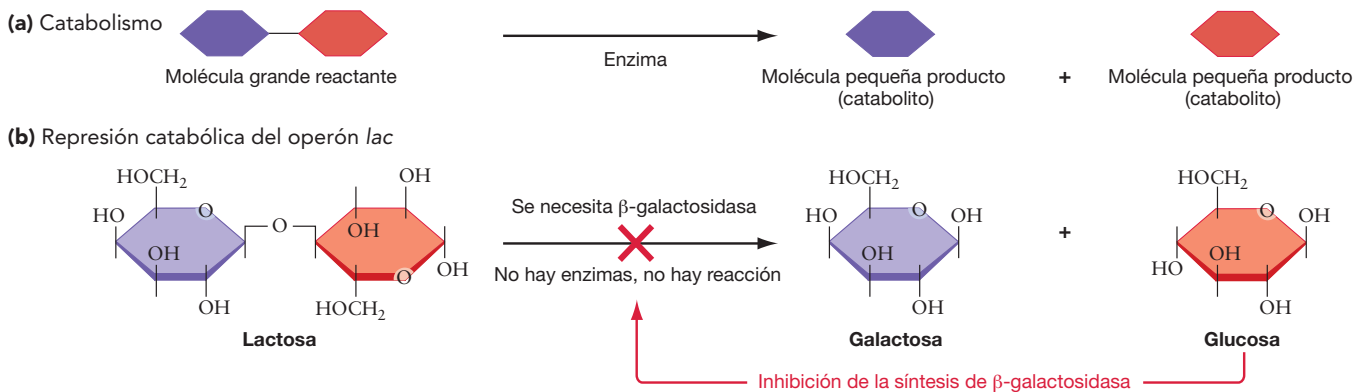 (a) Catabolismo
Molécula grande reactante
Enzima
Molécula pequeña producto
(catabolito)
+
Molécula pequeña producto
(catabolito)
(b) Represión catabólica del operón lac
HOCH2
O
HO
OH
OH
O
OH
OH
OH
O
HOCH2
Lactosa
Se necesita β-galactosidasa
No hay enzimas, no hay reacción
HOCH2
O
HO
OH
OH
OH
Galactosa
+
HOCH2
O
OH
HO
OH
OH
Glucosa
Inhibición de la síntesis de β-galactosidasa